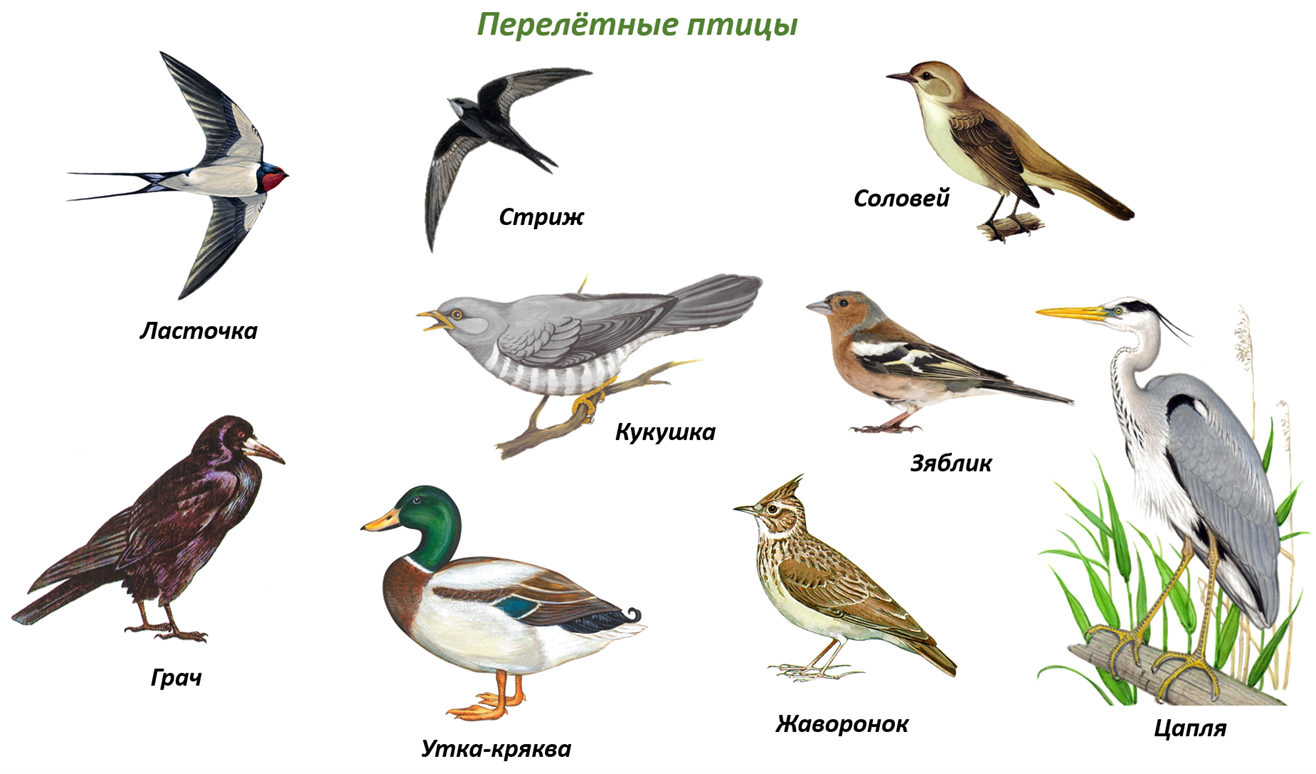 Перелётные птицы
Ласточка
Стриж
Соловей
Кукушка
Зяблик
Грач
Утка-кряква
Жаворонок
Цапля